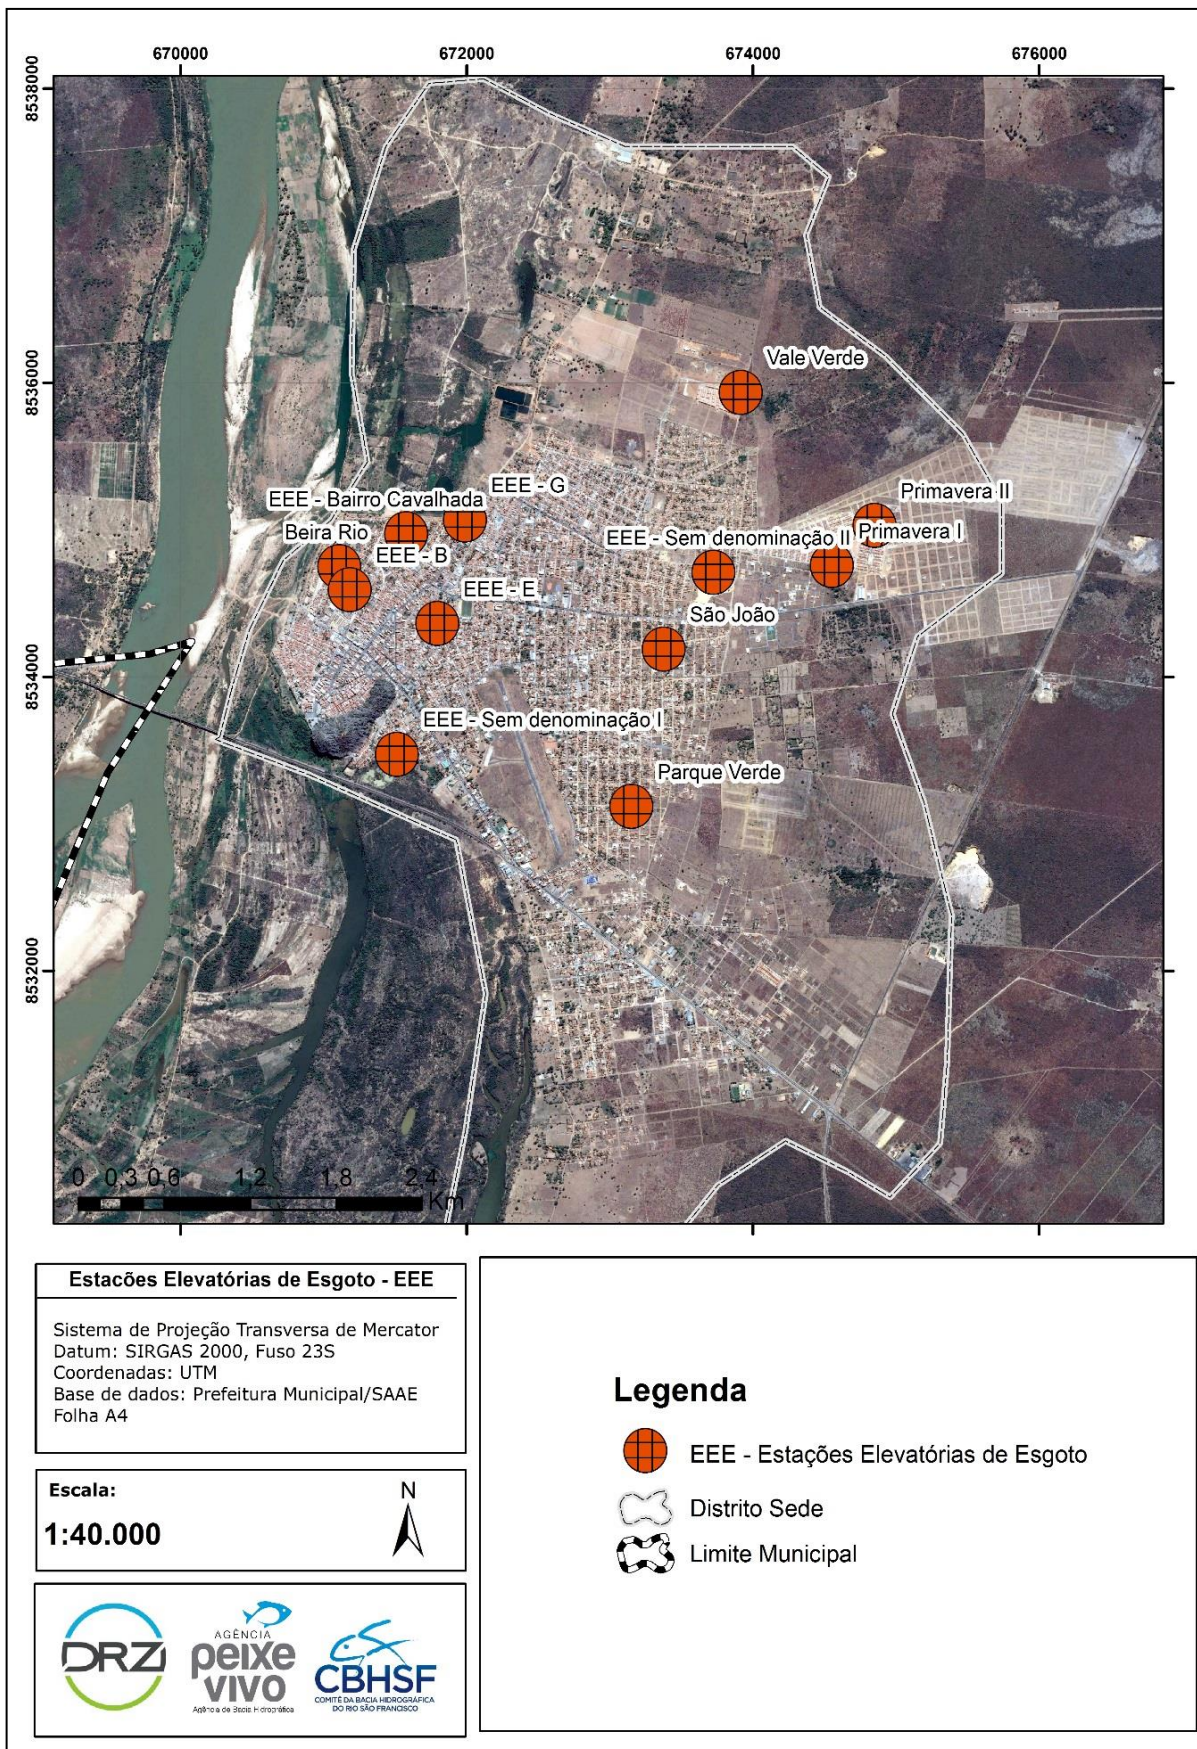 670000
672000
674000
676000
8538000
8536000
8534000
8532000
Vale Verde
EEE - G
EEE - Bairro Cavalhada
Primavera II
Beira Rio
EEE - Sem denominação II
Primavera I
EEE - B
EEE - E
São João
EEE - Sem denominação I
Parque Verde
0 0,3 0,6 1,2 1,8 2,4
Km
Estacões Elevatórias de Esgoto - EEE
Sistema de Projeção Transversa de Mercator
Datum: SIRGAS 2000, Fuso 23S
Coordenadas: UTM
Base de dados: Prefeitura Municipal/SAAE
Folha A4
Escala:
1:40.000
N
DRZ
AGÊNCIA
peixe
vivo
Agência de Bacia Hidrográfica
CBHSF
COMITÊ DA BACIA HIDROGRÁFICA
DO RIO SÃO FRANCISCO
Legenda
EEE - Estações Elevatórias de Esgoto
Distrito Sede
Limite Municipal